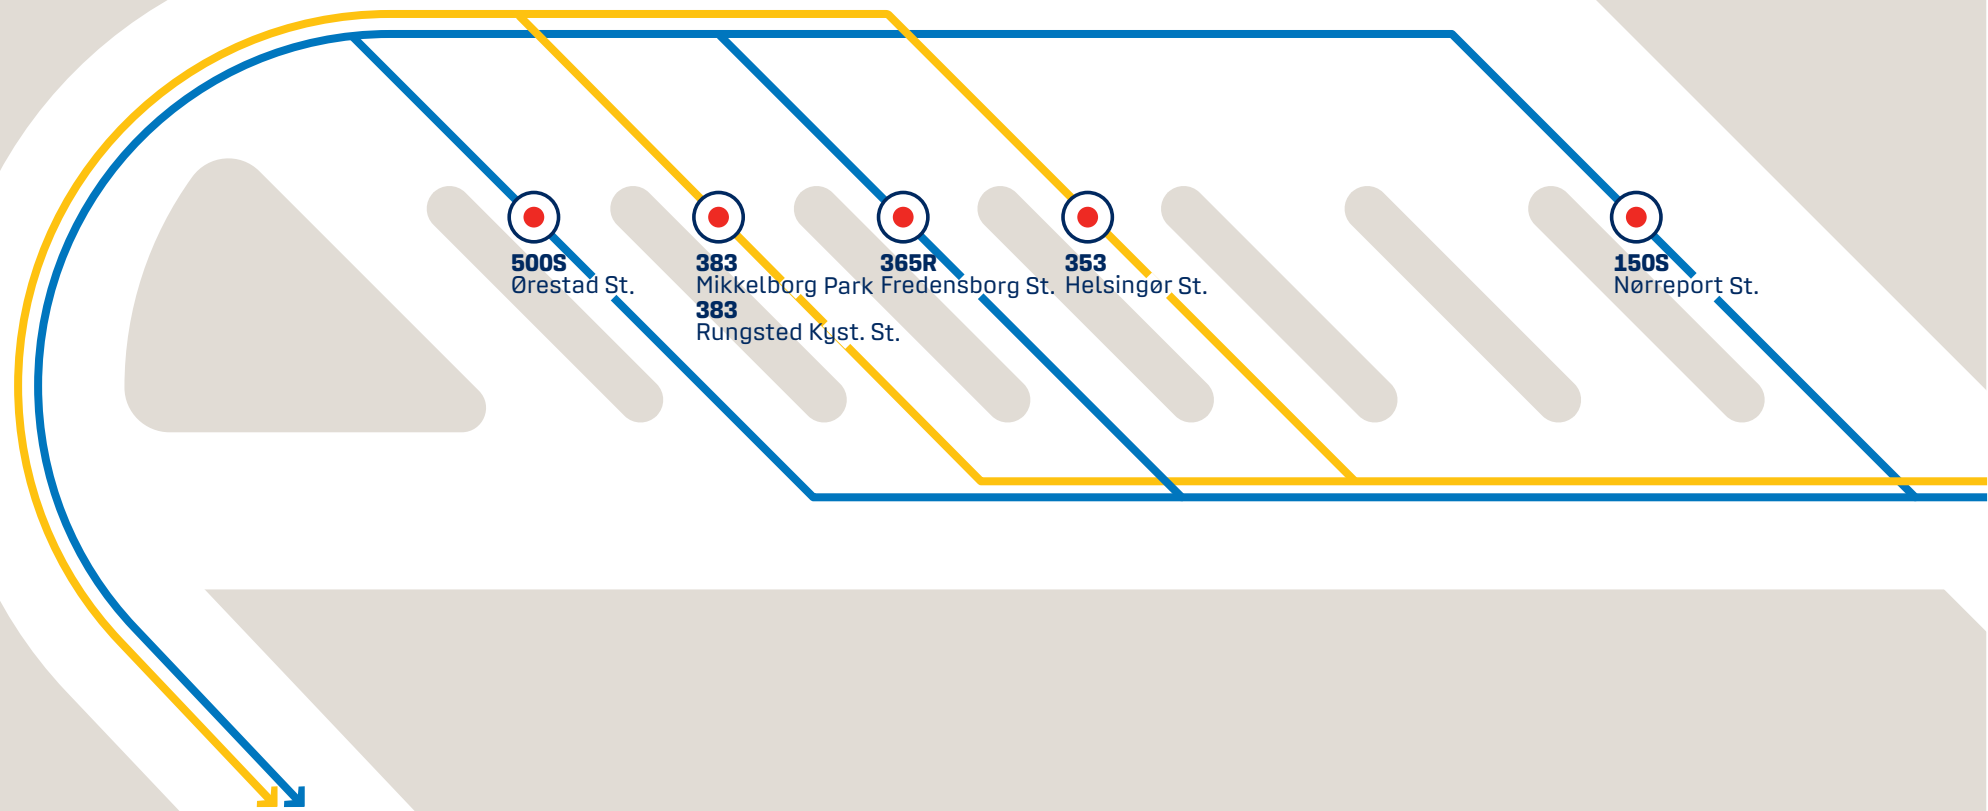 500S
Ørestad St.
383
Mikkelborg Park
383
Rungsted Kyst. St.
365R
Fredensborg St.
353
Helsingør St.
150S
Nørreport St.